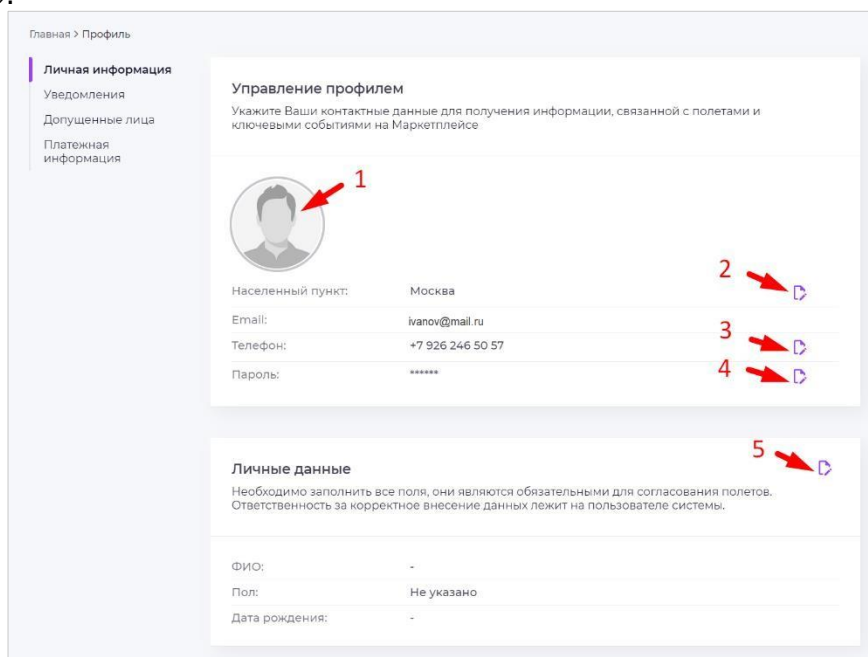 Главная > Профиль
Личная информация
Уведомления
Допущенные лица
Платежная
информация
Управление профилем
Укажите Ваши контактные данные для получения информации, связанной с полетами и
ключевыми событиями на Маркетплейсе
1
2
Населенный пункт: Москва
Email: ivanov@mail.ru
3
Телефон: +7 926 246 50 57
4
Пароль: ******
5
Личные данные
Необходимо заполнить все поля, они являются обязательными для согласования полетов.
Ответственность за корректное внесение данных лежит на пользователе системы.
ФИО: -
Пол: Не указано
Дата рождения: -